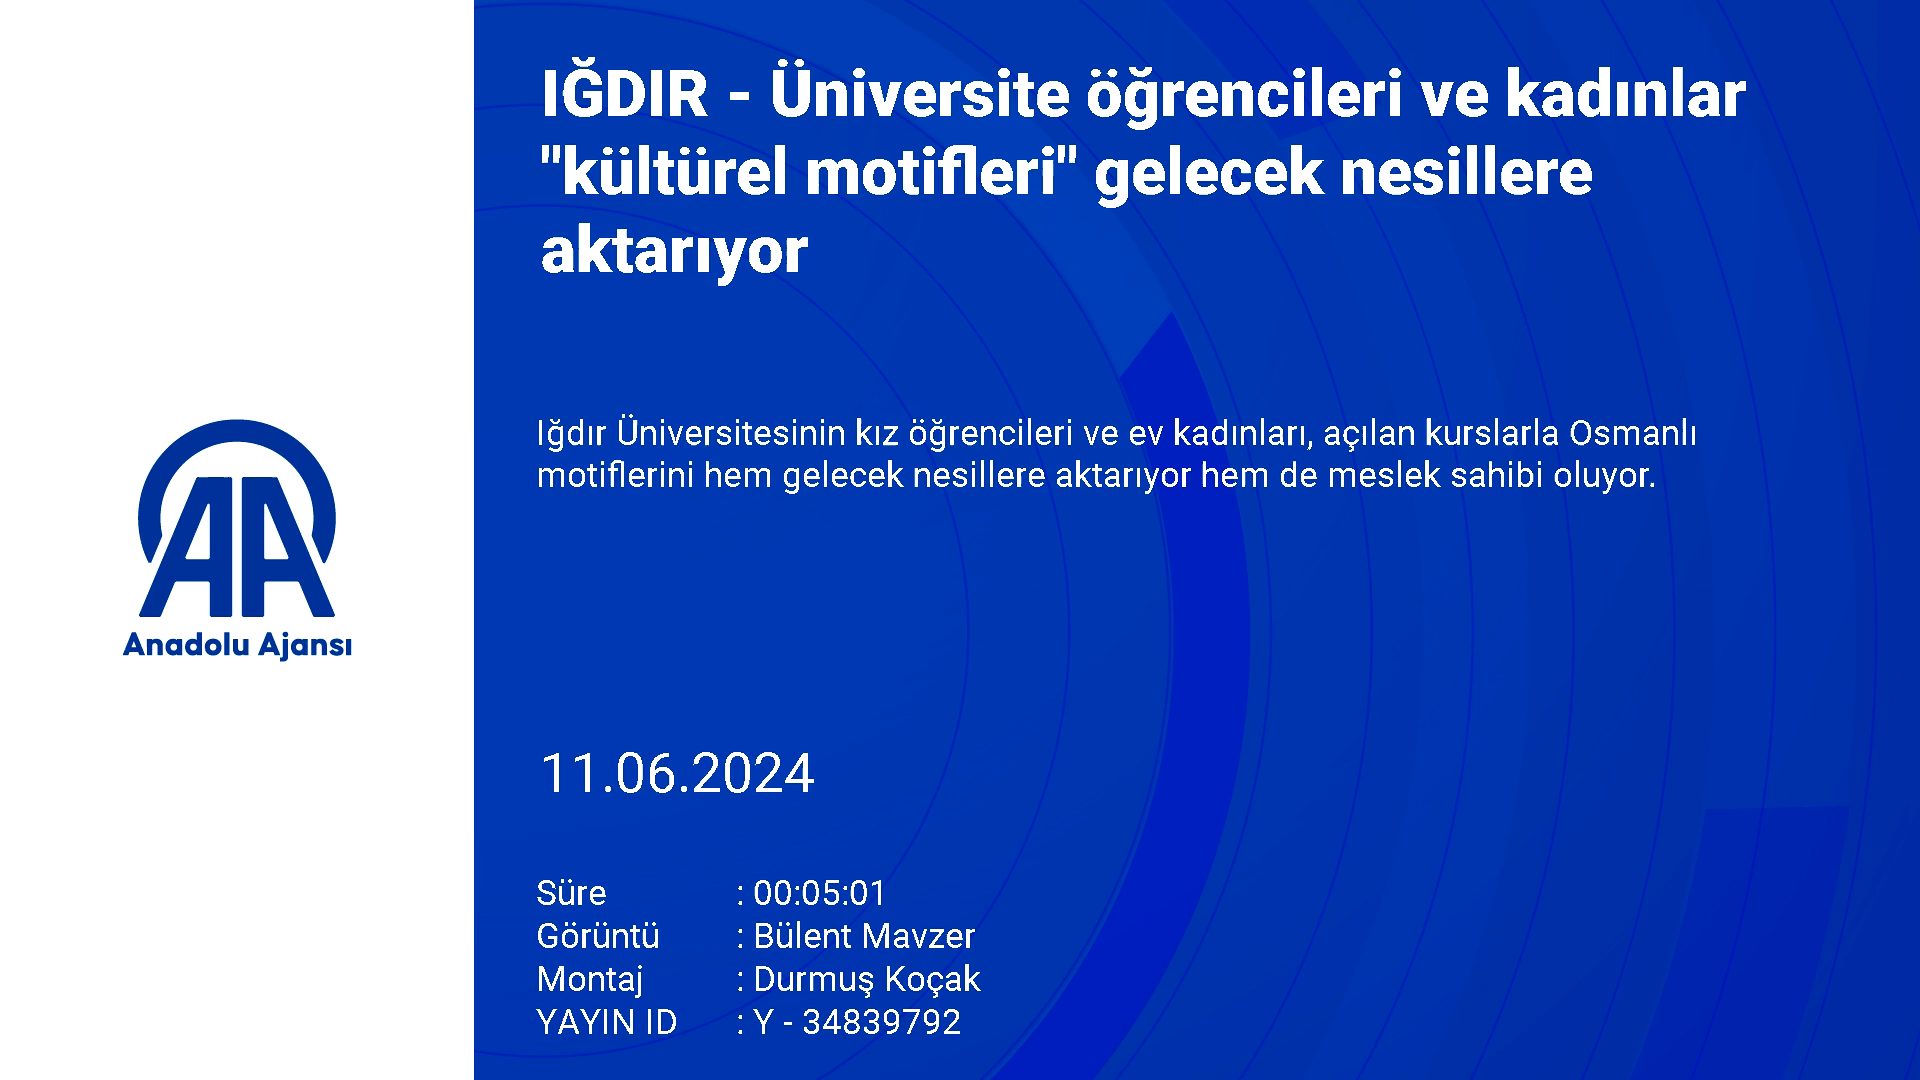 IĞDIR - Üniversite öğrencileri ve kadınlar
"kültürel motifleri" gelecek nesillere
aktarıyor
Iğdır Üniversitesinin kız öğrencileri ve ev kadınları, açılan kurslarla Osmanlı
motiflerini hem gelecek nesillere aktarıyor hem de meslek sahibi oluyor.
AA
Anadolu Ajansı
11.06.2024
Süre : 00:05:01
Görüntü : Bülent Mavzer
Montaj : Durmuş Koçak
YAYIN ID : Y - 34839792